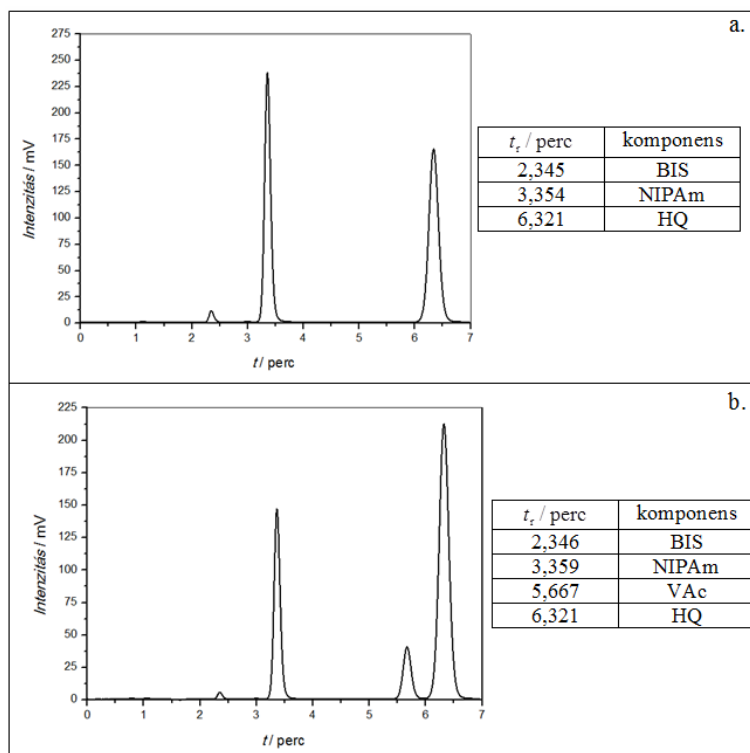 a.
275
250
225
200
175
150
125
100
75
50
25
0
Intenzitás / mV
0 1 2 3 4 5 6 7
t / perc
tr / perc komponens
2,345 BIS
3,354 NIPAm
6,321 HQ
b.
225
200
175
150
125
100
75
50
25
0
Intenzitás / mV
0 1 2 3 4 5 6 7
t / perc
tr / perc komponens
2,346 BIS
3,359 NIPAm
5,667 VAc
6,321 HQ